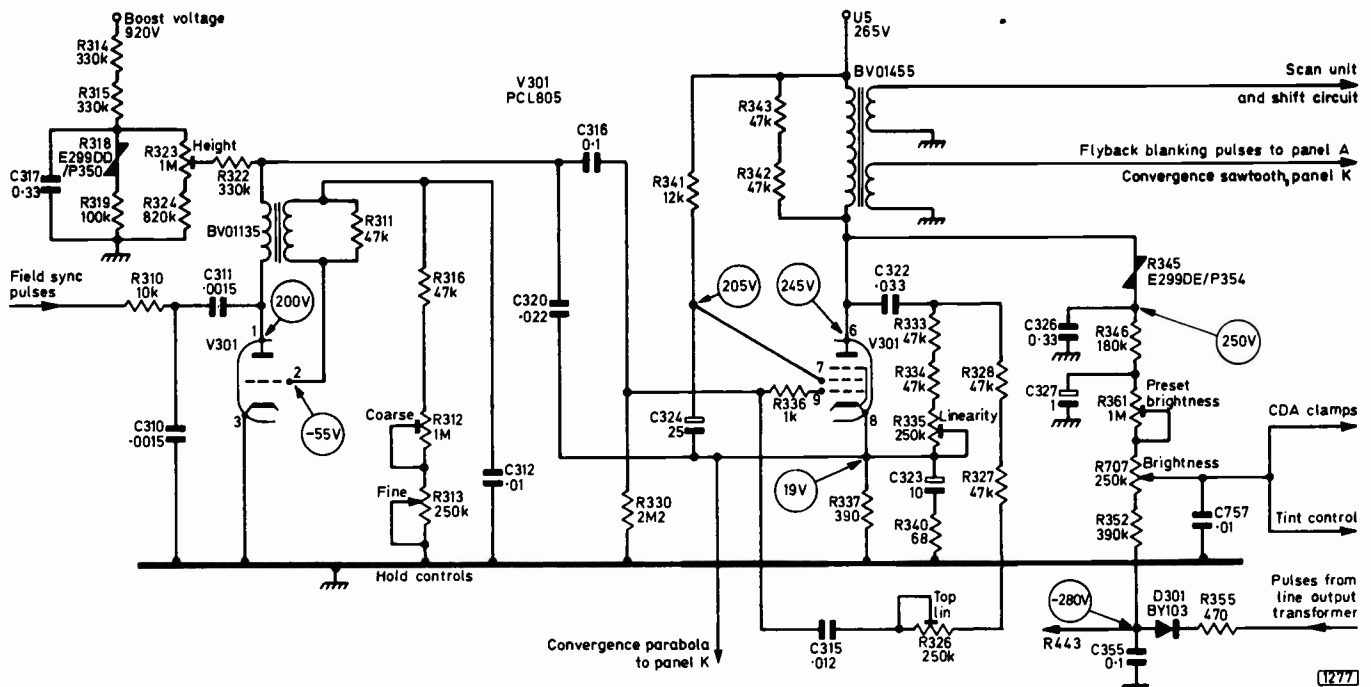 Boost voltage
920V
R314
330k
R315
330k
R318
E299DD
/P350
C317
0·33
R319
100k
R323
1M
Height
R324
820k
R322
330k
BV01135
R311
47k
Field sync
pulses
R310
10k
C311
·0015
200V
1
V301
2
3
-55V
C310
·0015
R316
47k
Coarse
R312
1M
Fine
R313
250k
C312
·01
Hold controls
V301
PCL805
C316
0·1
C320
·022
R330
2M2
U5
265V
BV01455
R343
47k
R342
47k
R341
12k
205V
245V
C324
25
R336
1k
6
7
9
8
V301
19V
R337
390
C322
·033
R333
47k
R334
47k
R335
250k
Linearity
C323
10
R340
68
R328
47k
R327
47k
Convergence parabola
to panel K
C315
·012
Top
lin
R326
250k
Scan unit
and shift circuit
Flyback blanking pulses to panel A
Convergence sawtooth, panel K
R345
E299DE/P354
250V
C326
0·33
R346
180k
C327
1
R361
1M
Preset
brightness
R707
250k
Brightness
R352
390k
C757
·01
CDA clamps
Tint control
-280V
D301
BY103
R355
470
Pulses from
line output
transformer
R443
C355
0·1
1277